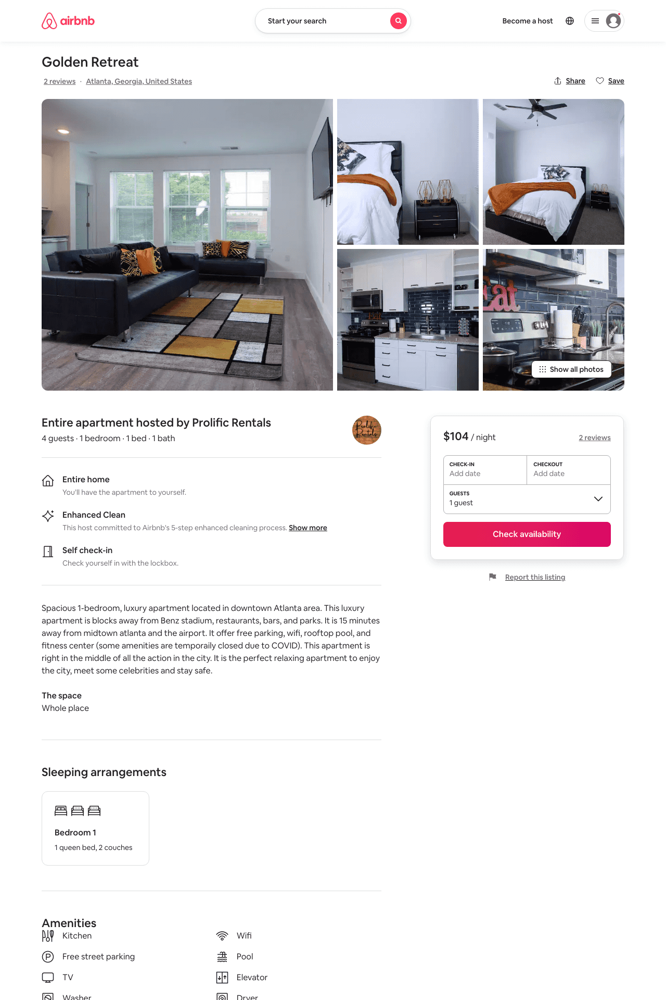 airbnb
Start your search
Become a host
Golden Retreat
2 reviews · Atlanta, Georgia, United States
Share
Save
Eat
Eat
Show all photos
Entire apartment hosted by Prolific Rentals
4 guests · 1 bedroom · 1 bed · 1 bath
Prolific
Rentals
Entire home
You'll have the apartment to yourself.
Enhanced Clean
This host committed to Airbnb's 5-step enhanced cleaning process. Show more
Self check-in
Check yourself in with the lockbox.
$104 / night
2 reviews
CHECK-IN
Add date
CHECKOUT
Add date
GUESTS
1 guest
Check availability
Report this listing
Spacious 1-bedroom, luxury apartment located in downtown Atlanta area. This luxury
apartment is blocks away from Benz stadium, restaurants, bars, and parks. It is 15 minutes
away from midtown atlanta and the airport. It offer free parking, wifi, rooftop pool, and
fitness center (some amenities are temporaily closed due to COVID). This apartment is
right in the middle of all the action in the city. It is the perfect relaxing apartment to enjoy
the city, meet some celebrities and stay safe.
The space
Whole place
Sleeping arrangements
Bedroom 1
1 queen bed, 2 couches
Amenities
Kitchen
Wifi
Free street parking
Pool
TV
Elevator
Washer
Dryer